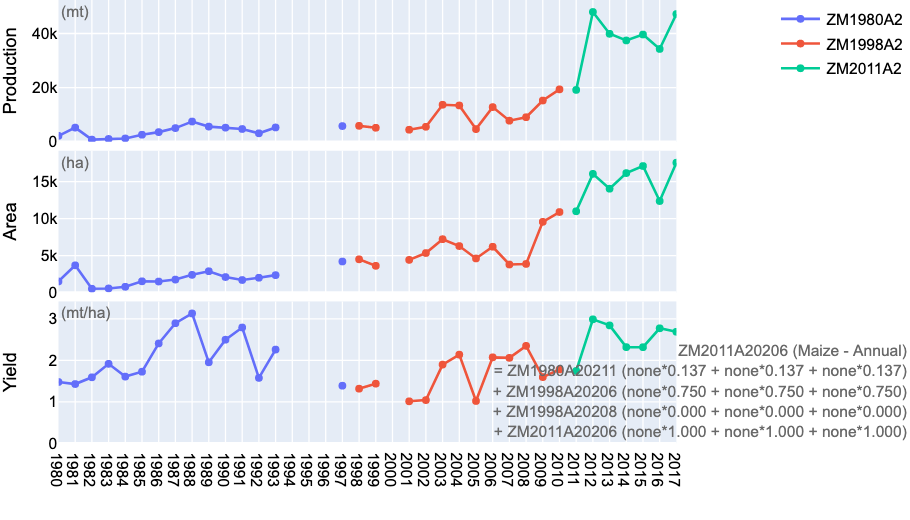 (mt)
Production
40k
20k
0
ZM1980A2
ZM1998A2
ZM2011A2
(ha)
Area
15k
10k
5k
0
(mt/ha)
Yield
3
2
1
0
ZM2011A20206 (Maize - Annual)
= ZM1980A20211 (none*0.137 + none*0.137 + none*0.137)
+ ZM1998A20206 (none*0.750 + none*0.750 + none*0.750)
+ ZM1998A20208 (none*0.000 + none*0.000 + none*0.000)
+ ZM2011A20206 (none*1.000 + none*1.000 + none*1.000)
1980
1981
1982
1983
1984
1985
1986
1987
1988
1989
1990
1991
1992
1993
1994
1995
1996
1997
1998
1999
2000
2001
2002
2003
2004
2005
2006
2007
2008
2009
2010
2011
2012
2013
2014
2015
2016
2017